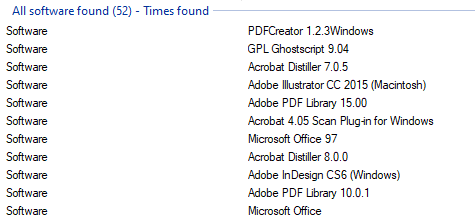 All software found (52) - Times found
Software PDFCreator 1.2.3Windows
Software GPL Ghostscript 9.04
Software Acrobat Distiller 7.0.5
Software Adobe Illustrator CC 2015 (Macintosh)
Software Adobe PDF Library 15.00
Software Acrobat 4.05 Scan Plug-in for Windows
Software Microsoft Office 97
Software Acrobat Distiller 8.0.0
Software Adobe InDesign CS6 (Windows)
Software Adobe PDF Library 10.0.1
Software Microsoft Office